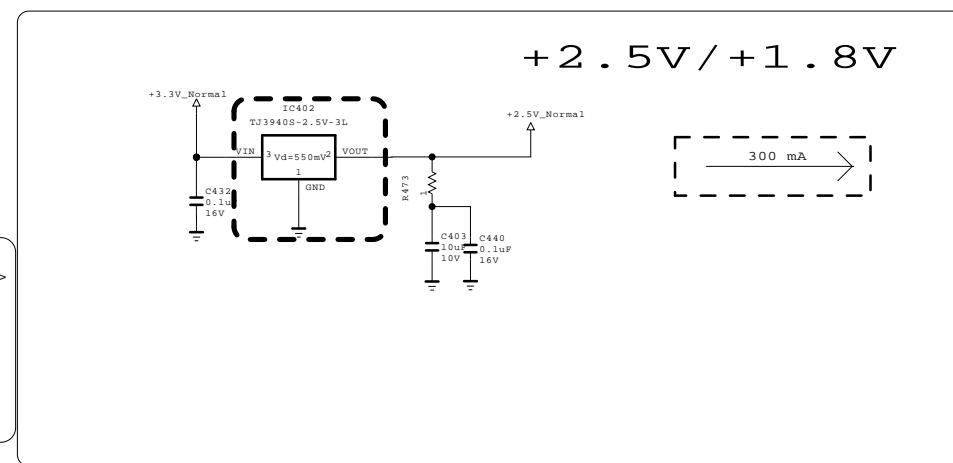 +2.5V/+1.8V
+3.3V_Normal
IC402
TJ3940S-2.5V-3L
+2.5V_Normal
VIN
3
Vd=550mV
2
VOUT
1
GND
300 mA
R473
1
C432
0.1u
16V
C403
10uF
10V
C440
0.1uF
16V
V